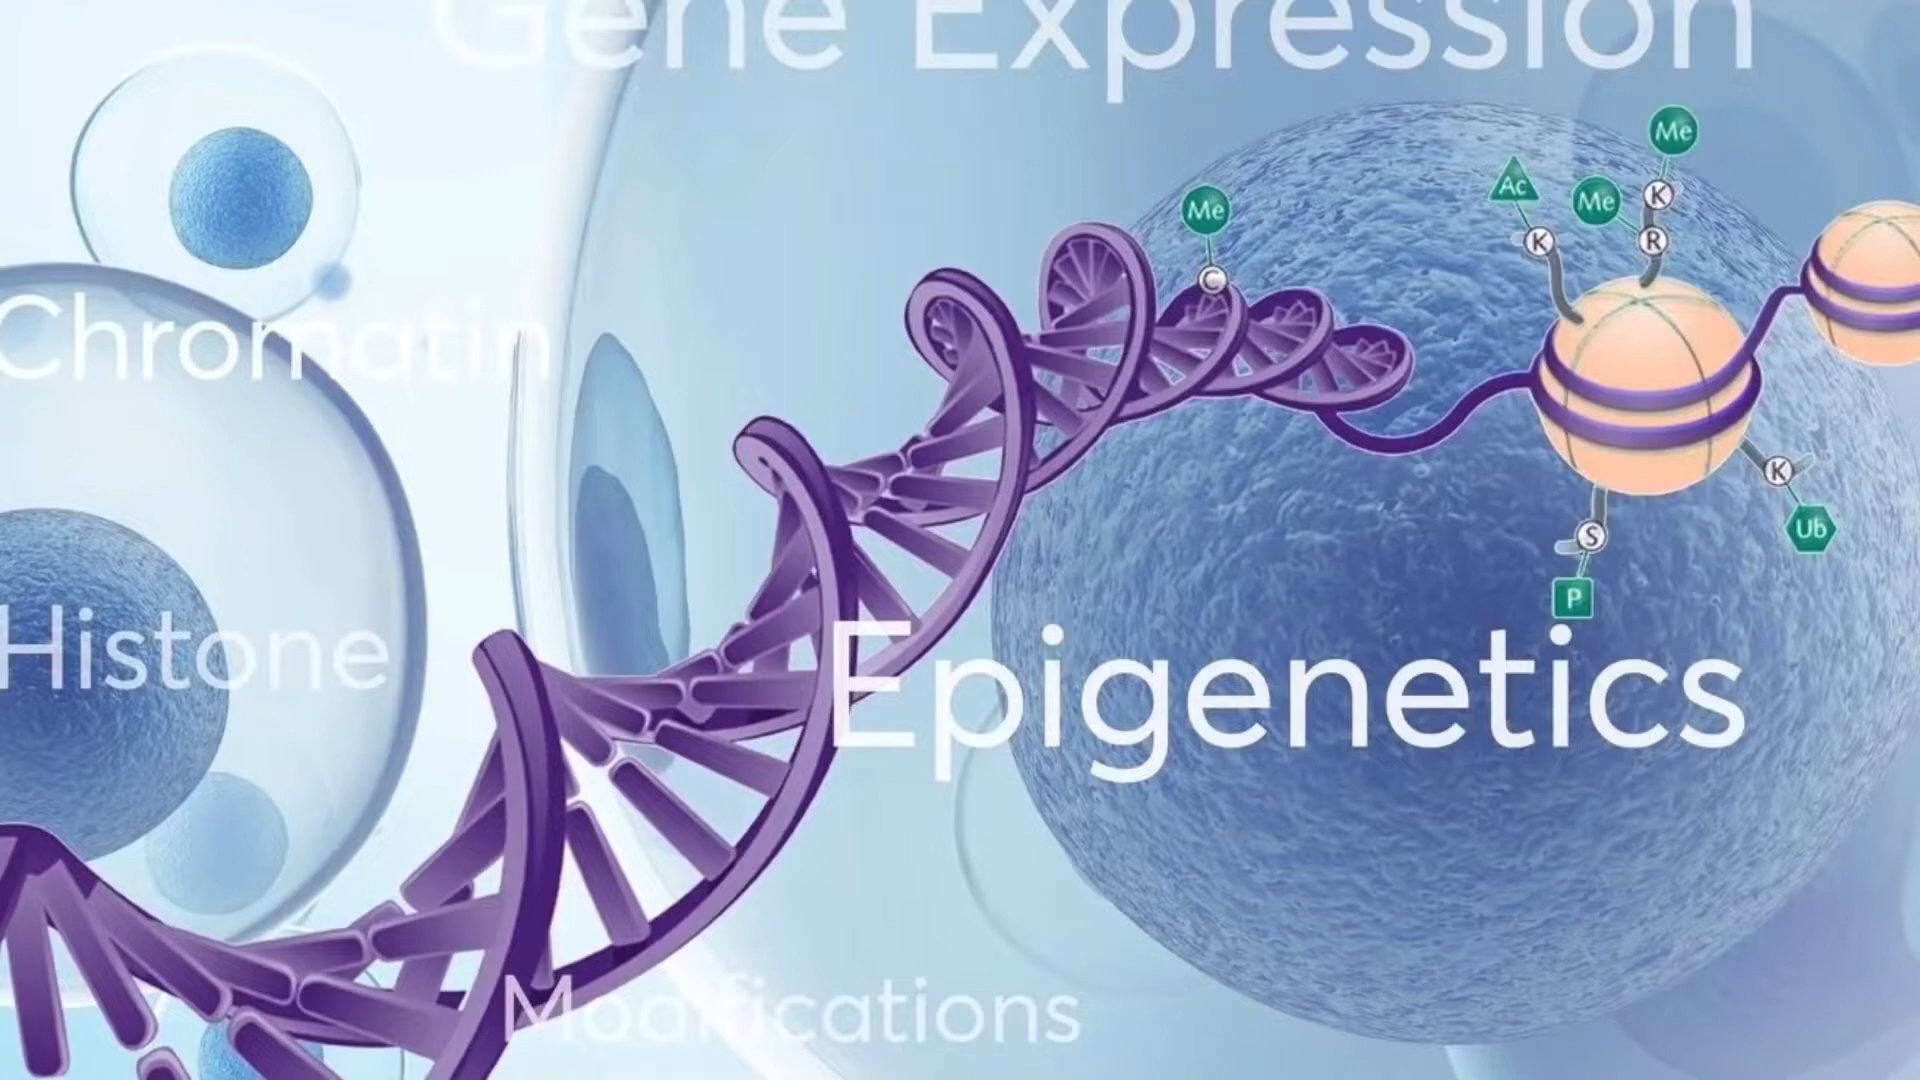 Gene Expression
Me
Ac
Me
K
Me
K
R
C
Chromatin
K
Ub
S
P
Histone
Epigenetics
Modifications